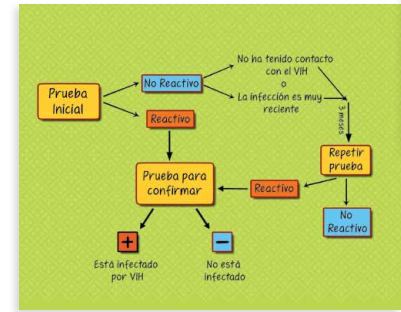 No ha tenido contacto
con el VIH
o
La infección es muy
reciente
No Reactivo
Prueba
Inicial
Reactivo
3 meses
Repetir
prueba
Prueba para
confirmar
Reactivo
No
Reactivo
+
Está infectado
por VIH
−
No está
infectado